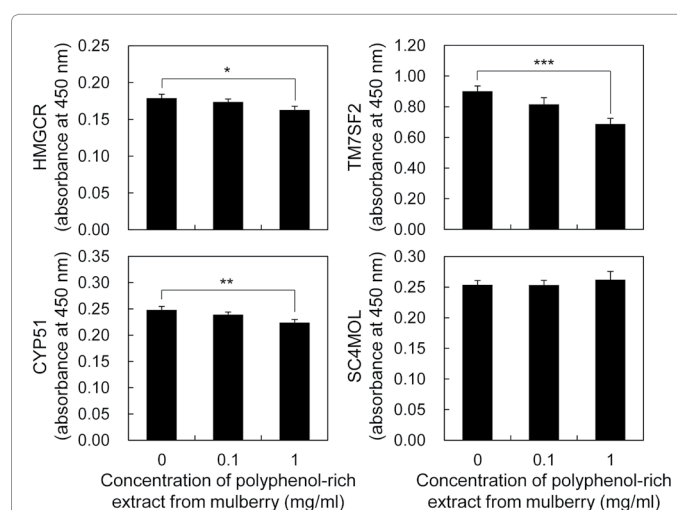 HMGCR
(absorbance at 450 nm)
0.25
0.20
0.15
0.10
0.05
0.00
*
TM7SF2
(absorbance at 450 nm)
1.20
1.00
0.80
0.60
0.40
0.20
0.00
***
CYP51
(absorbance at 450 nm)
0.35
0.30
0.25
0.20
0.15
0.10
0.05
0.00
**
0 0.1 1
Concentration of polyphenol-rich
extract from mulberry (mg/ml)
SC4MOL
(absorbance at 450 nm)
0.30
0.25
0.20
0.15
0.10
0.05
0.00
0 0.1 1
Concentration of polyphenol-rich
extract from mulberry (mg/ml)